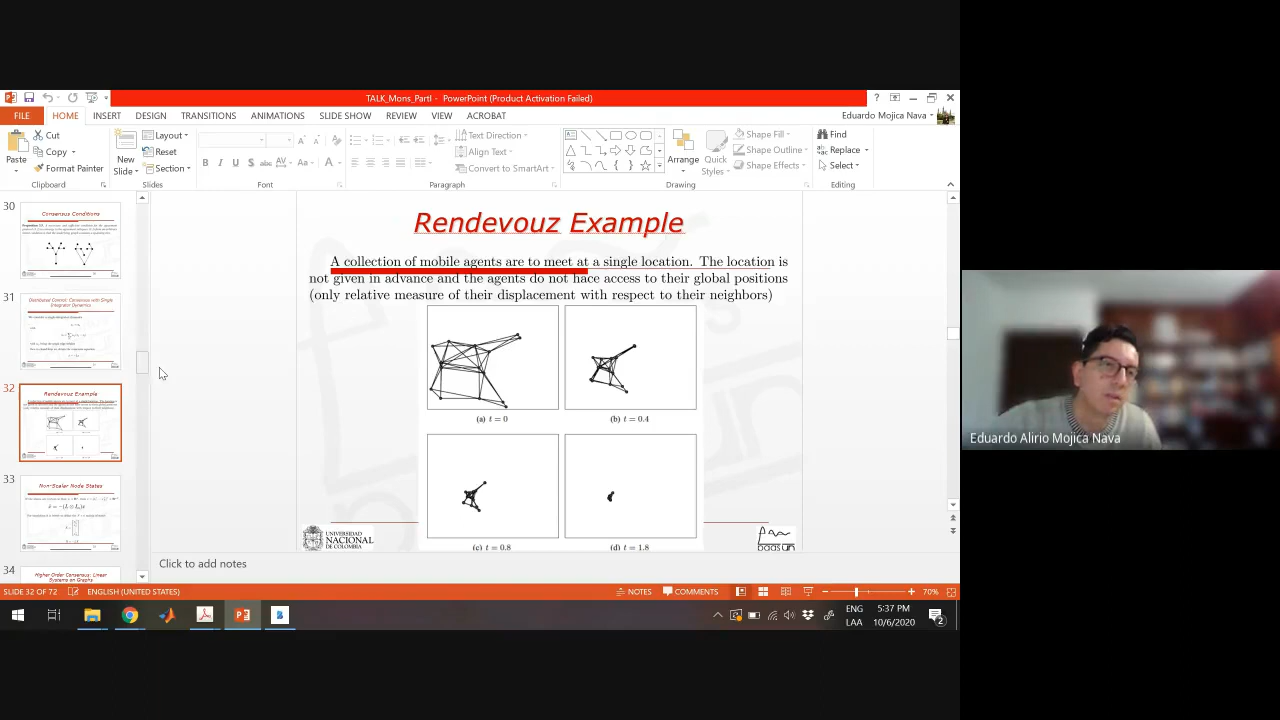 TALK_Mons_PartI - PowerPoint (Product Activation Failed)
FILE HOME INSERT DESIGN TRANSITIONS ANIMATIONS SLIDE SHOW REVIEW VIEW ACROBAT Eduardo Mojica Nava
Paste
Cut
Copy
Format Painter
Clipboard
New
Slide
Layout
Reset
Section
Slides
Font
Text Direction
Align Text
Convert to SmartArt
Paragraph
Arrange
Quick
Styles
Shape Fill
Shape Outline
Shape Effects
Drawing
Find
Replace
Select
Editing
30
Consensus Conditions
31
Distributed Control: Consensus with Single
Integrator Dynamics
32
Rendevouz Example
33
Non-Scalar Node States
34
Higher Order Consensus: Linear
Systems on Graphs
Rendevouz Example
A collection of mobile agents are to meet at a single location. The location is
not given in advance and the agents do not hace access to their global positions
(only relative measure of their displacement with respect to their neighbors)
(a) t=0
(b) t=0.4
(c) t=0.8
(d) t=1.8
UNIVERSIDAD
NACIONAL
DE COLOMBIA
Click to add notes
SLIDE 32 OF 72 ENGLISH (UNITED STATES) NOTES COMMENTS 70%
ENG
LAA
5:37 PM
10/6/2020
2
Eduardo Alirio Mojica Nava